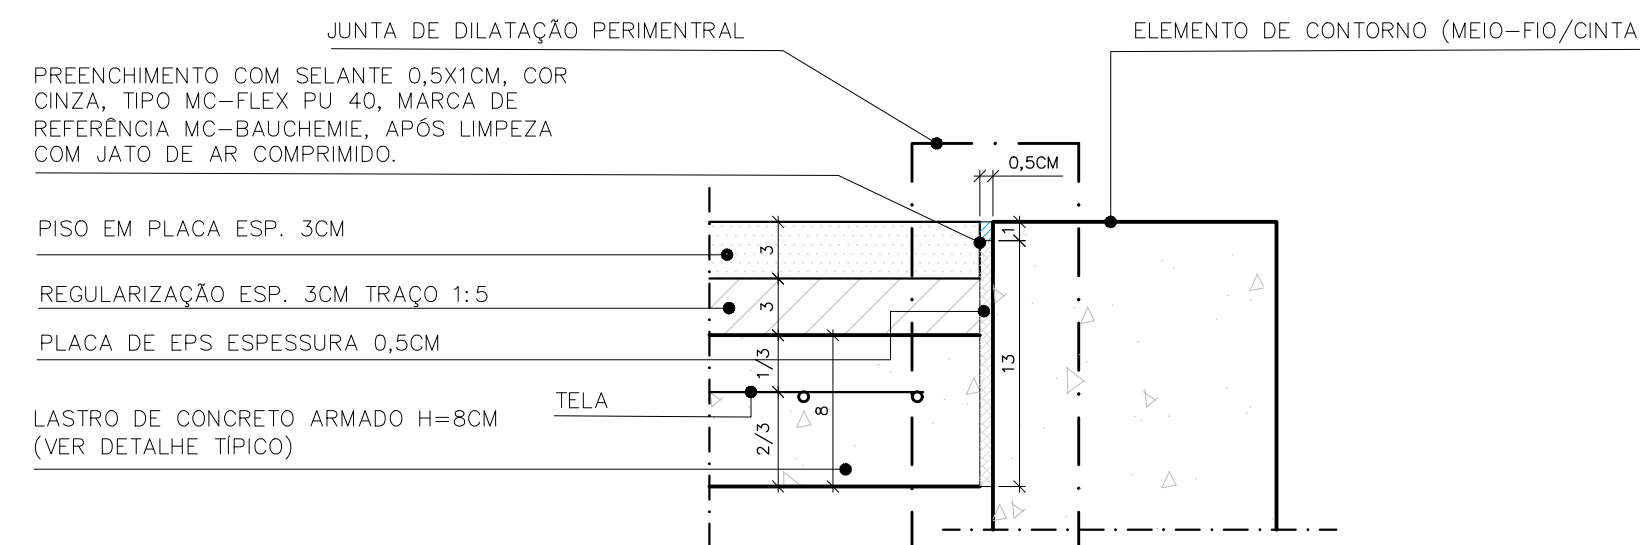 JUNTA DE DILATAÇÃO PERIMENTRAL
ELEMENTO DE CONTORNO (MEIO-FIO/CINTA
PREENCHIMENTO COM SELANTE 0,5X1CM, COR
CINZA, TIPO MC-FLEX PU 40, MARCA DE
REFERÊNCIA MC-BAUCHEMIE, APÓS LIMPEZA
COM JATO DE AR COMPRIMIDO.
0,5CM
PISO EM PLACA ESP. 3CM
3
1
REGULARIZAÇÃO ESP. 3CM TRAÇO 1:5
3
PLACA DE EPS ESPESSURA 0,5CM
1/3
13
TELA
8
LASTRO DE CONCRETO ARMADO H=8CM
(VER DETALHE TÍPICO)
2/3